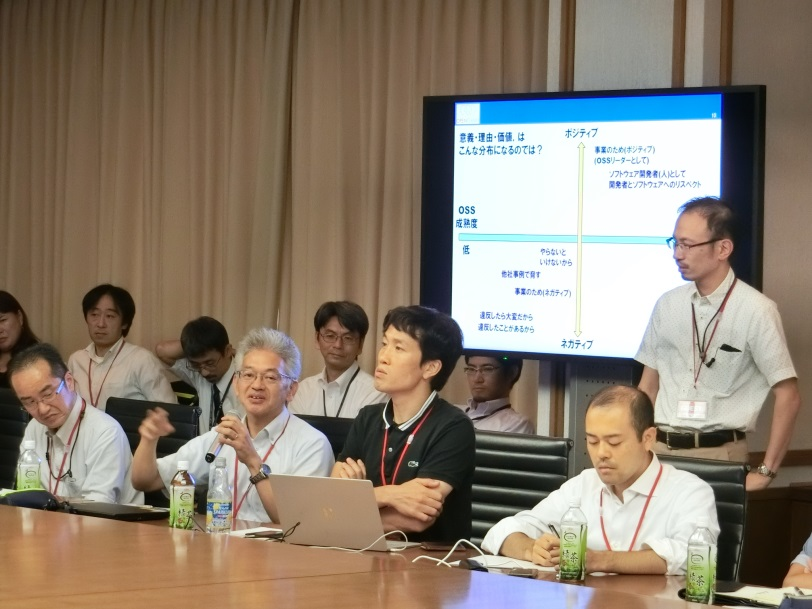 意義・理由・価値、は
こんな分布になるのでは？
ポジティブ
事業のため(ポジティブ)
(OSSリーダーとして)
ソフトウェア開発者(人)として
開発者とソフトウェアへのリスペクト
OSS
成熟度
低
やらないと
いけないから
他社事例で脅す
事業のため(ネガティブ)
違反したら大変だから
違反したことがあるから
ネガティブ